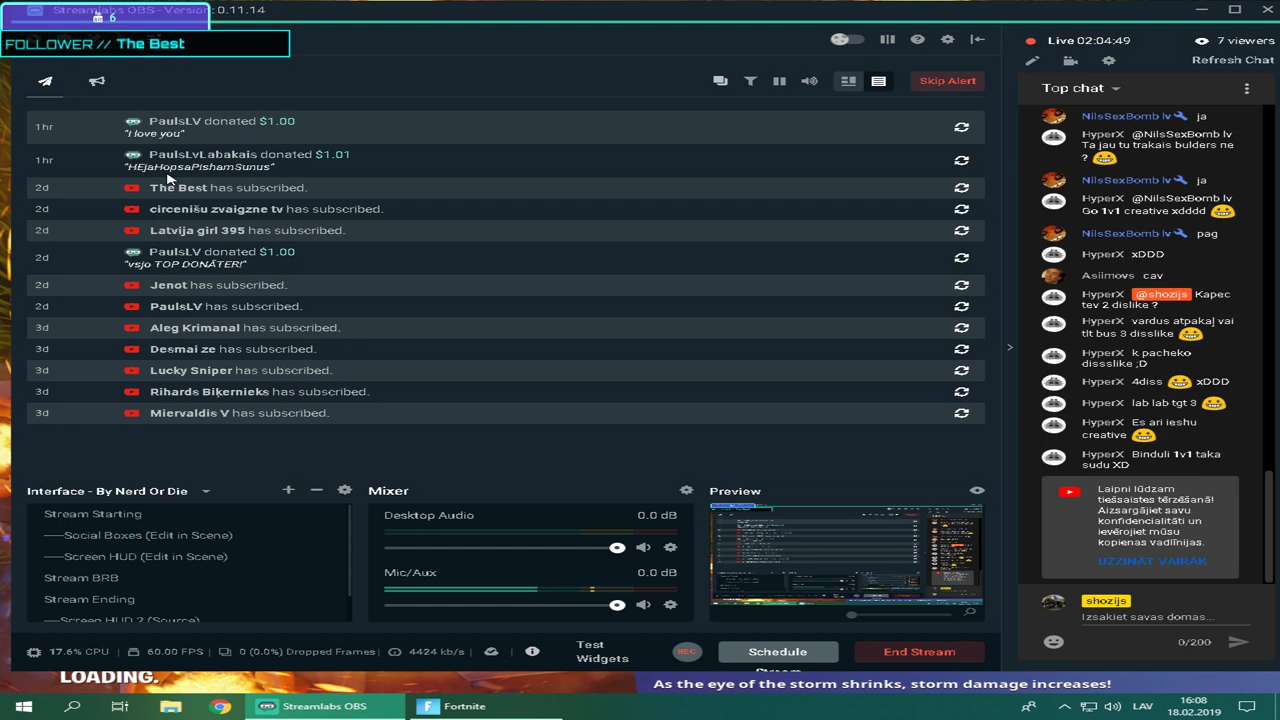 Streamlabs OBS - Version: 0.11.14
6
FOLLOWER // The Best
Live 02:04:49
7 viewers
Refresh Chat
Skip Alert
Top chat
1hr
PaulsLV donated $1.00
"I love you"
1hr
PaulsLvLabakais donated $1.01
"HEjaHopsaPishamSunus"
2d
The Best has subscribed.
2d
circenišu zvaigzne tv has subscribed.
2d
Latvija girl 395 has subscribed.
2d
PaulsLV donated $1.00
"vsjo TOP DONĀTER!"
2d
Jenot has subscribed.
2d
PaulsLV has subscribed.
3d
Aleg Krimanal has subscribed.
3d
Desmai ze has subscribed.
3d
Lucky Sniper has subscribed.
3d
Rihards Biķernieks has subscribed.
3d
Miervaldis V has subscribed.
NilsSexBomb lv ja
HyperX @NilsSexBomb lv
Ta jau tu trakais bulders ne
?
NilsSexBomb lv ja
HyperX @NilsSexBomb lv
Go 1v1 creative xdddd
NilsSexBomb lv pag
HyperX xDDD
Asiimovs cav
HyperX @shozijs Kapec
tev 2 dislike ?
HyperX vardus atpakaļ vai
tlt bus 3 disslike
HyperX k pacheko
dissslike ;D
HyperX 4diss xDDD
HyperX lab lab tgt 3
HyperX Es ari ieshu
creative
HyperX Binduli 1v1 taka
sudu XD
Laipni lūdzam
tiešsaistes tērzēšanā!
Aizsargājiet savu
konfidencialitāti un
ievērojiet mūsu
kopienas vadlīnijas.
UZZINĀT VAIRĀK
shozijs
Izsakiet savas domas...
0/200
Interface - By Nerd Or Die
Stream Starting
Social Boxes (Edit in Scene)
Screen HUD (Edit in Scene)
Stream BRB
Stream Ending
Screen HUD 2 (Source)
Mixer
Desktop Audio
0.0 dB
Mic/Aux
0.0 dB
Preview
17.6% CPU
60.00 FPS
0 (0.0%) Dropped Frames
4424 kb/s
Test
Widgets
REC
Schedule
Stream
End Stream
LOADING.
As the eye of the storm shrinks, storm damage increases!
Streamlabs OBS
Fortnite
LAV
16:08
18.02.2019